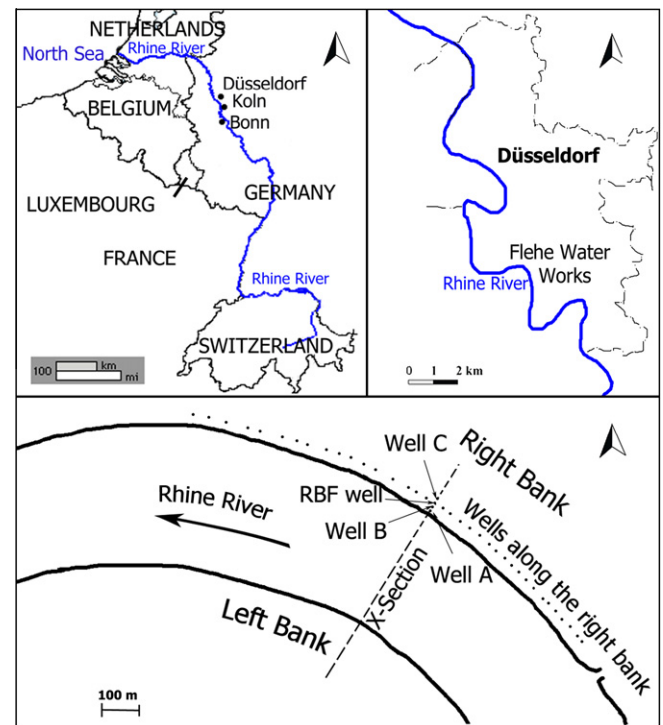 NETHERLANDS
North Sea
Rhine River
Düsseldorf
Koln
BELGIUM
Bonn
LUXEMBOURG
GERMANY
FRANCE
Rhine River
SWITZERLAND
100 km
mi
Düsseldorf
Flehe Water
Works
Rhine River
0 1 2 km
Well C
Right Bank
RBF well
Rhine River
Well B
Wells along the right bank
Well A
X-Section
Left Bank
100 m